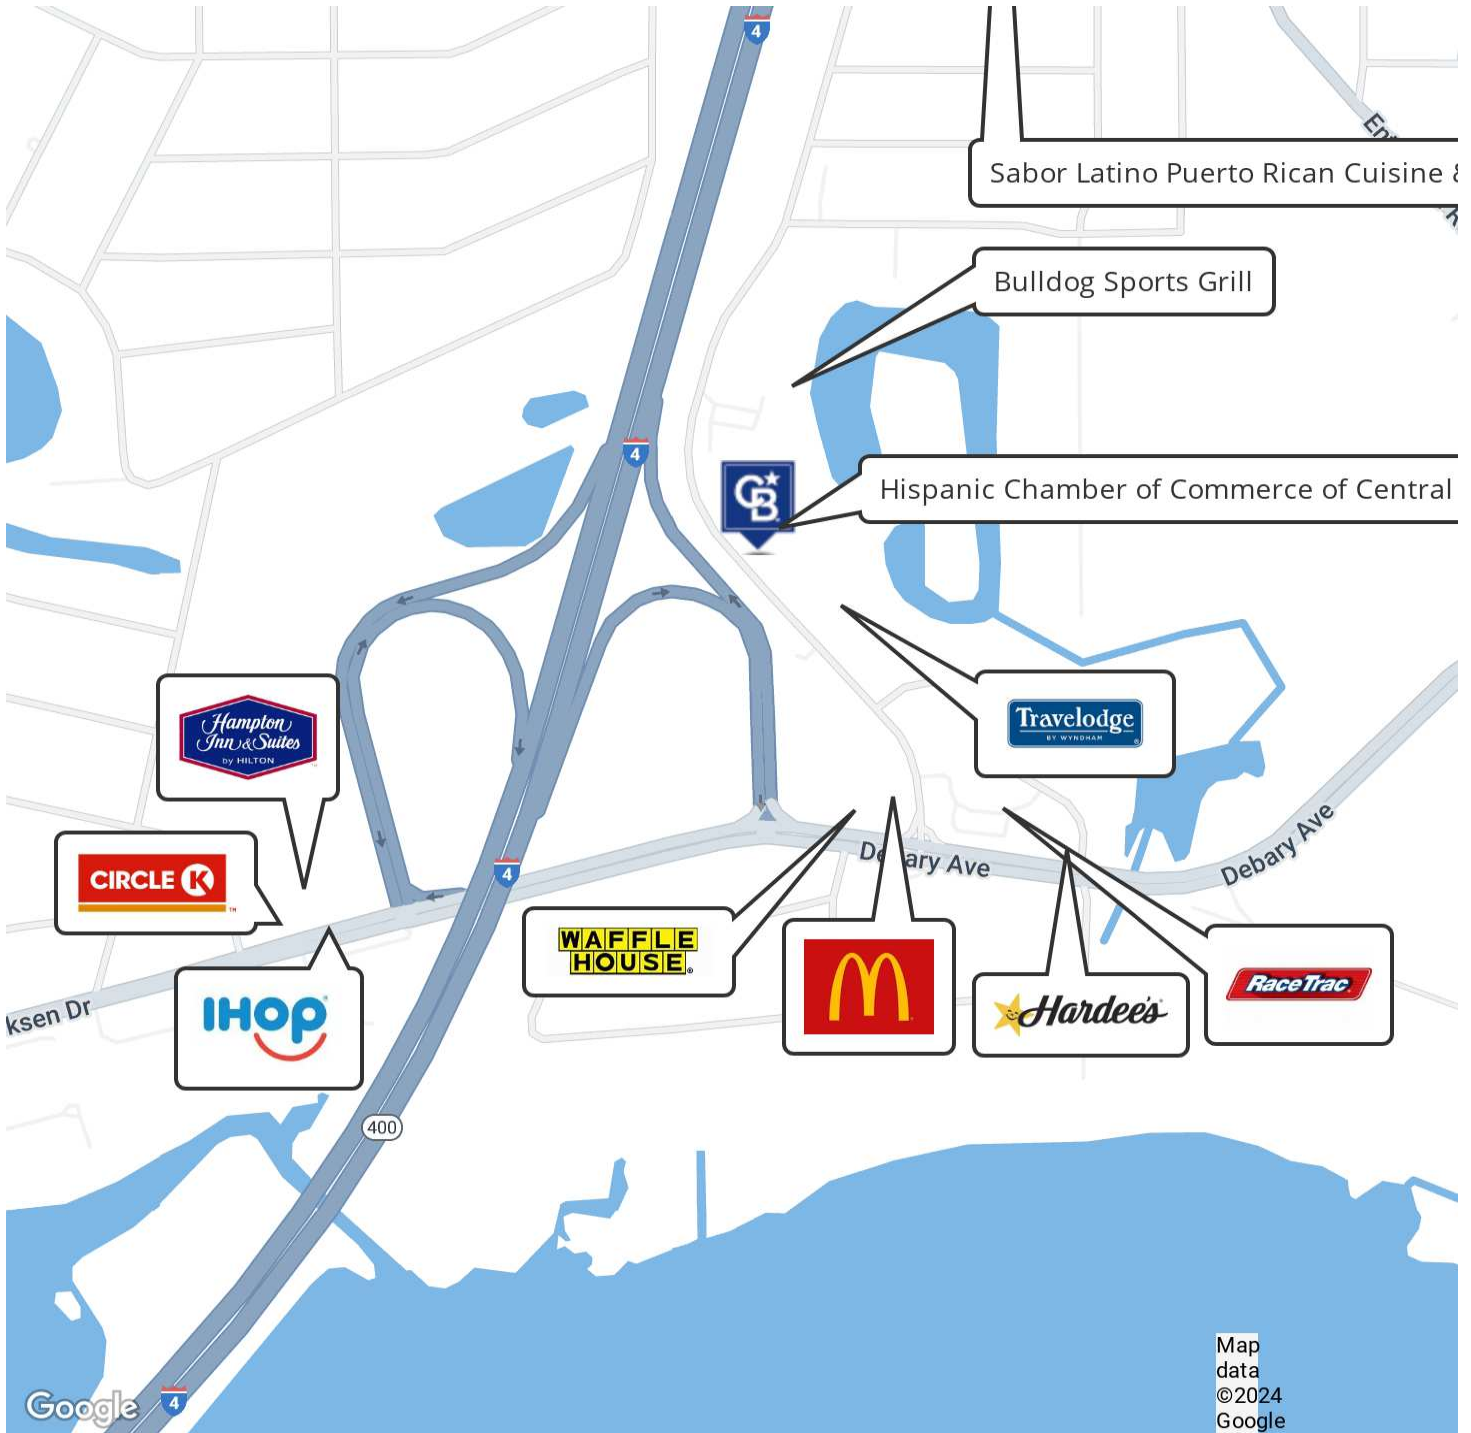 4
Sabor Latino Puerto Rican Cuisine &
Bulldog Sports Grill
4
CB
Hispanic Chamber of Commerce of Central
Hampton
Inn & Suites
by HILTON
Travelodge
BY WYNDHAM
CIRCLE K
4
Debary Ave
Debary Ave
WAFFLE
HOUSE
Hardee's
RaceTrac
IHOP
ksen Dr
400
Map
data
©2024
Google
4
Google